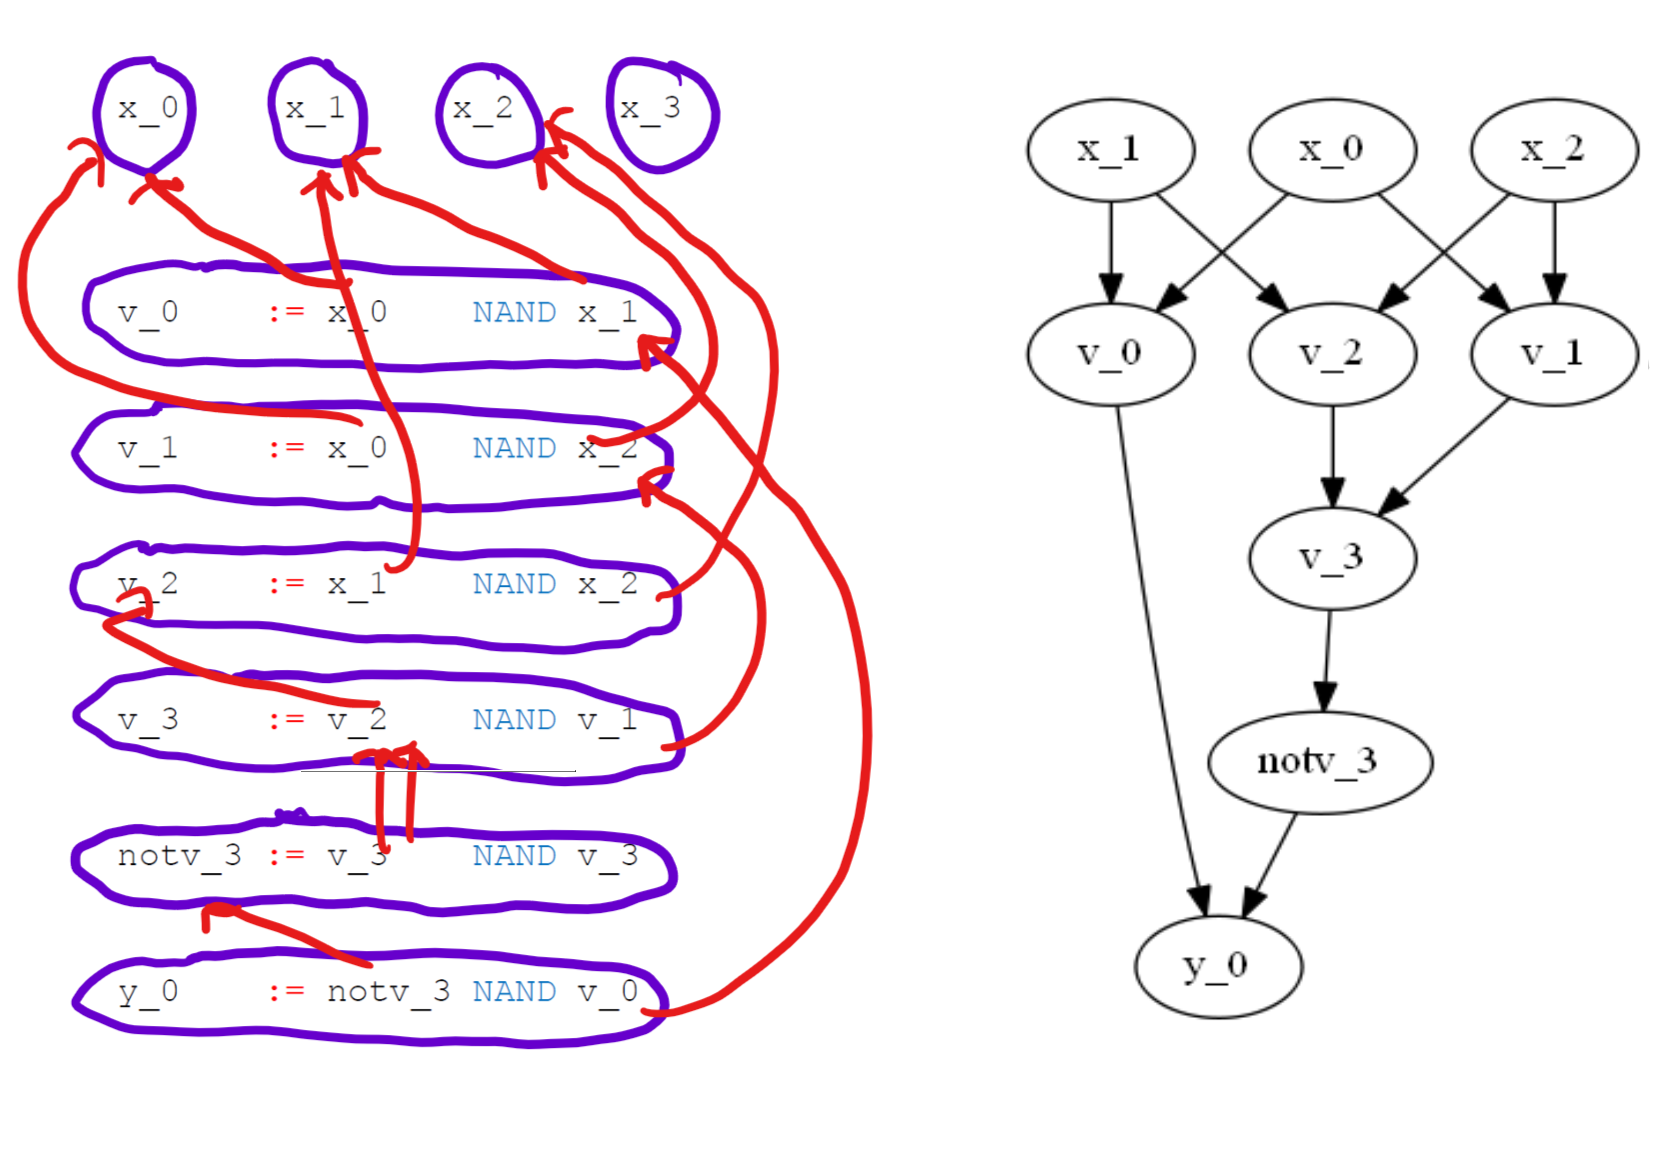 x_0 x_1 x_2 x_3
v_0 := x_0 NAND x_1
v_1 := x_0 NAND x_2
v_2 := x_1 NAND x_2
v_3 := v_2 NAND v_1
notv_3 := v_3 NAND v_3
y_0 := notv_3 NAND v_0
x_1 x_0 x_2
v_0 v_2 v_1
v_3
notv_3
y_0